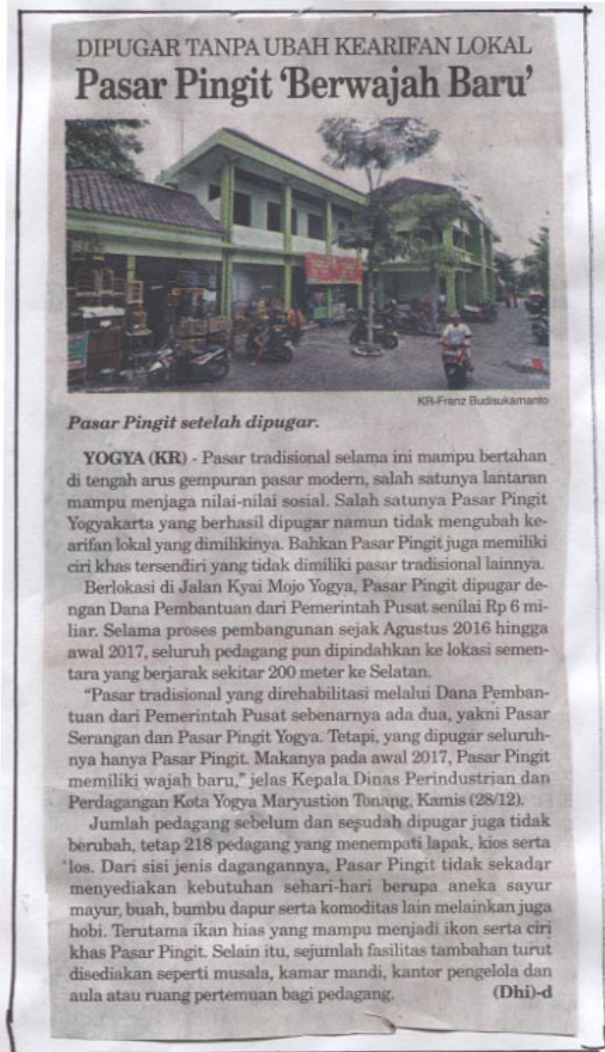 DIPUGAR TANPA UBAH KEARIFAN LOKAL
Pasar Pingit 'Berwajah Baru'
KR-Franz Budisukarnanto
Pasar Pingit setelah dipugar.
YOGYA (KR) - Pasar tradisional selama ini mampu bertahan
di tengah arus gempuran pasar modern, salah satunya lantaran
mampu menjaga nilai-nilai sosial. Salah satunya Pasar Pingit
Yogyakarta yang berhasil dipugar namun tidak mengubah ke-
arifan lokal yang dimilikinya. Bahkan Pasar Pingit juga memiliki
ciri khas tersendiri yang tidak dimiliki pasar tradisional lainnya.
Berlokasi di Jalan Kyai Mojo Yogya, Pasar Pingit dipugar de-
ngan Dana Pembantuan dari Pemerintah Pusat senilai Rp 6 mi-
liar. Selama proses pembangunan sejak Agustus 2016 hingga
awal 2017, seluruh pedagang pun dipindahkan ke lokasi semen-
tara yang berjarak sekitar 200 meter ke Selatan.
"Pasar tradisional yang direhabilitasi melalui Dana Pemban-
tuan dari Pemerintah Pusat sebenarnya ada dua, yakni Pasar
Serangan dan Pasar Pingit Yogya. Tetapi, yang dipugar seluruh-
nya hanya Pasar Pingit. Makanya pada awal 2017, Pasar Pingit
memiliki wajah baru," jelas Kepala Dinas Perindustrian dan
Perdagangan Kota Yogya Maryustion Tonang, Kamis (28/12).
Jumlah pedagang sebelum dan sesudah dipugar juga tidak
berubah, tetap 218 pedagang yang menempati lapak, kios serta
los. Dari sisi jenis dagangannya, Pasar Pingit tidak sekadar
menyediakan kebutuhan sehari-hari berupa aneka sayur
mayur, buah, bumbu dapur serta komoditas lain melainkan juga
hobi. Terutama ikan hias yang mampu menjadi ikon serta ciri
khas Pasar Pingit. Selain itu, sejumlah fasilitas tambahan turut
disediakan seperti musala, kamar mandi, kantor pengelola dan
aula atau ruang pertemuan bagi pedagang. (Dhi)-d